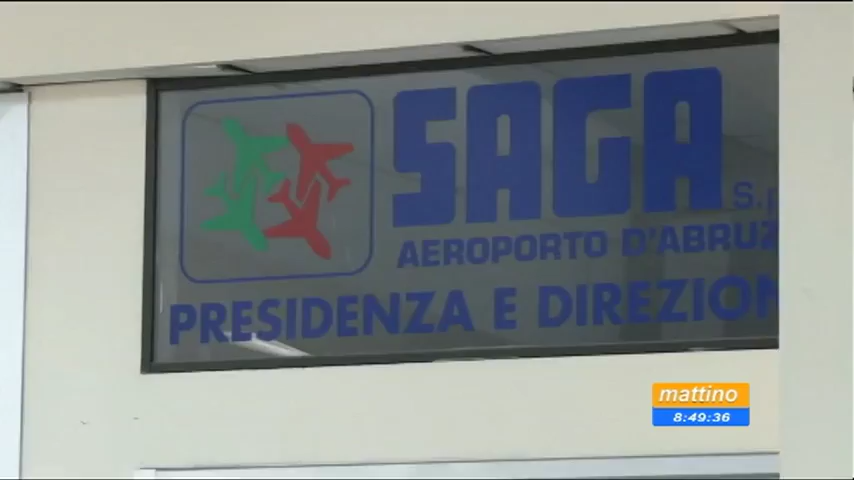 SAGA
S.p
AEROPORTO D'ABRUZ
PRESIDENZA E DIREZION
mattino
8:49:36